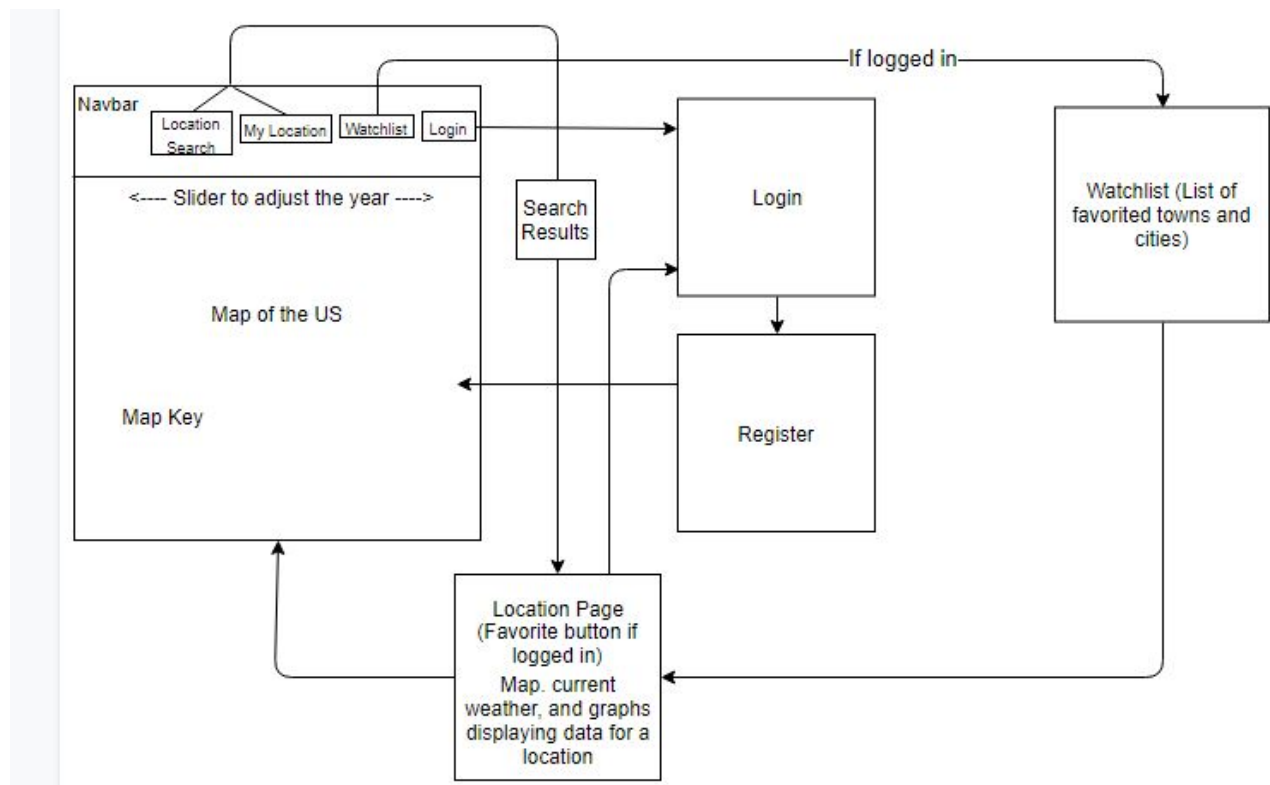 If logged in
Navbar
Location
Search
My Location
Watchlist
Login
<---- Slider to adjust the year ---->
Map of the US
Map Key
Search
Results
Login
Register
Watchlist (List of
favorited towns and
cities)
Location Page
(Favorite button if
logged in)
Map. current
weather, and graphs
displaying data for a
location